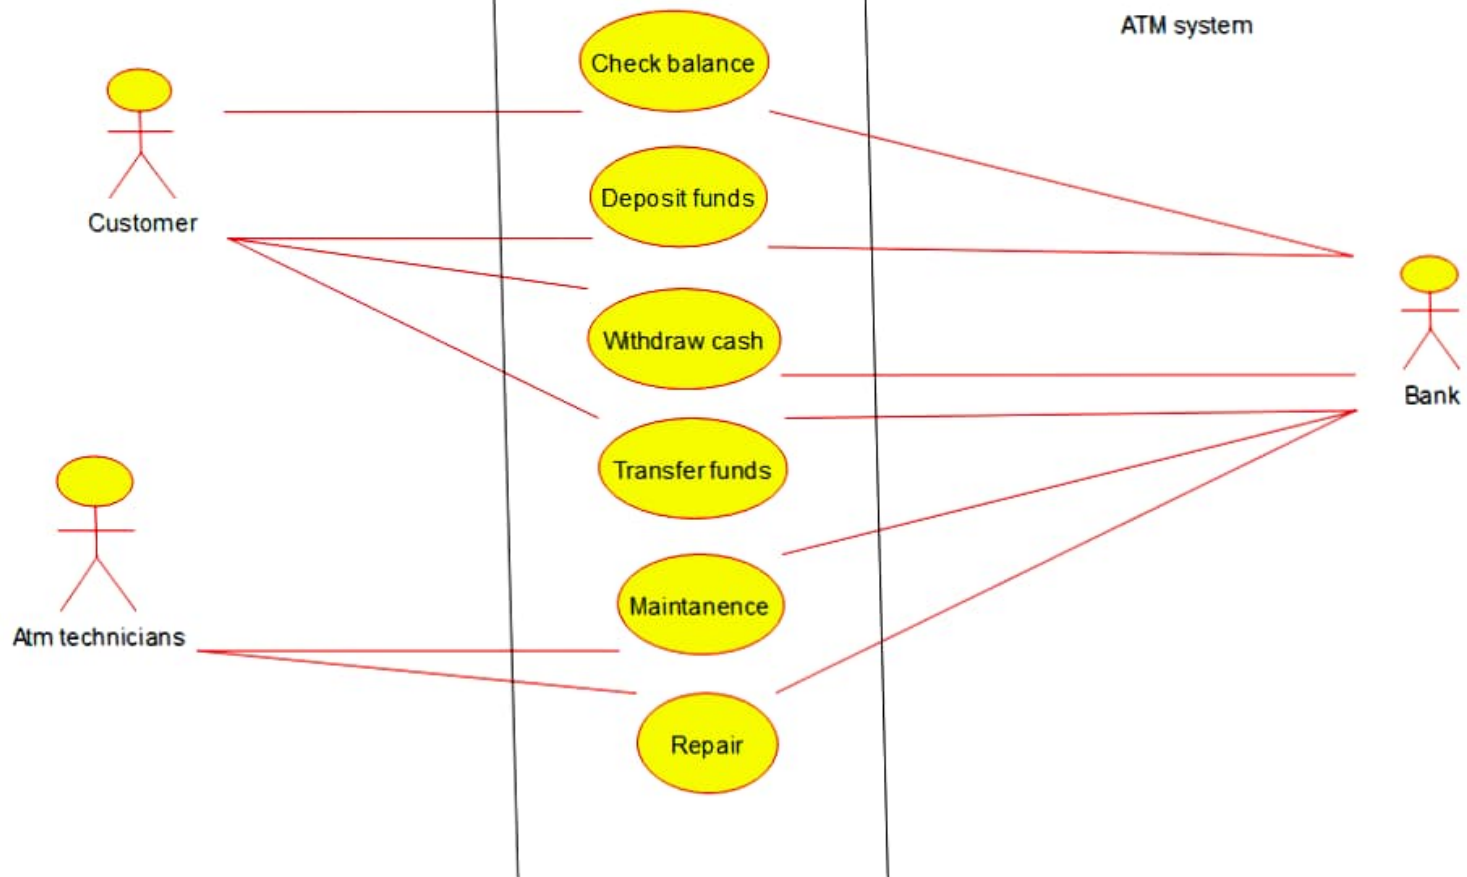 ATM system
Check balance
Deposit funds
Customer
Withdraw cash
Bank
Transfer funds
Maintanence
Atm technicians
Repair